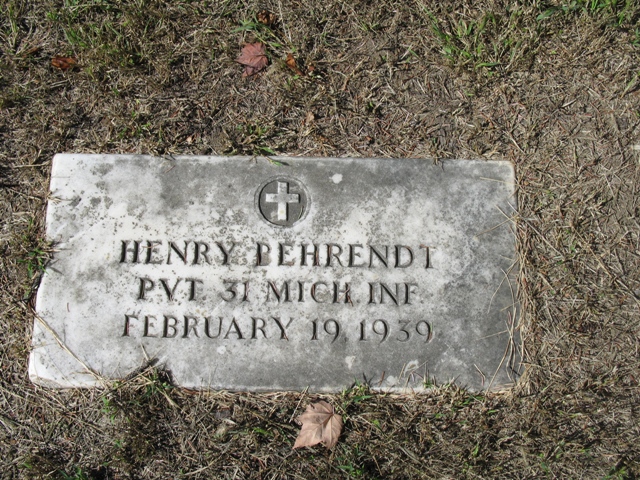 HENRY BEHRENDT
PVT 31 MICH INF
FEBRUARY 19 1939